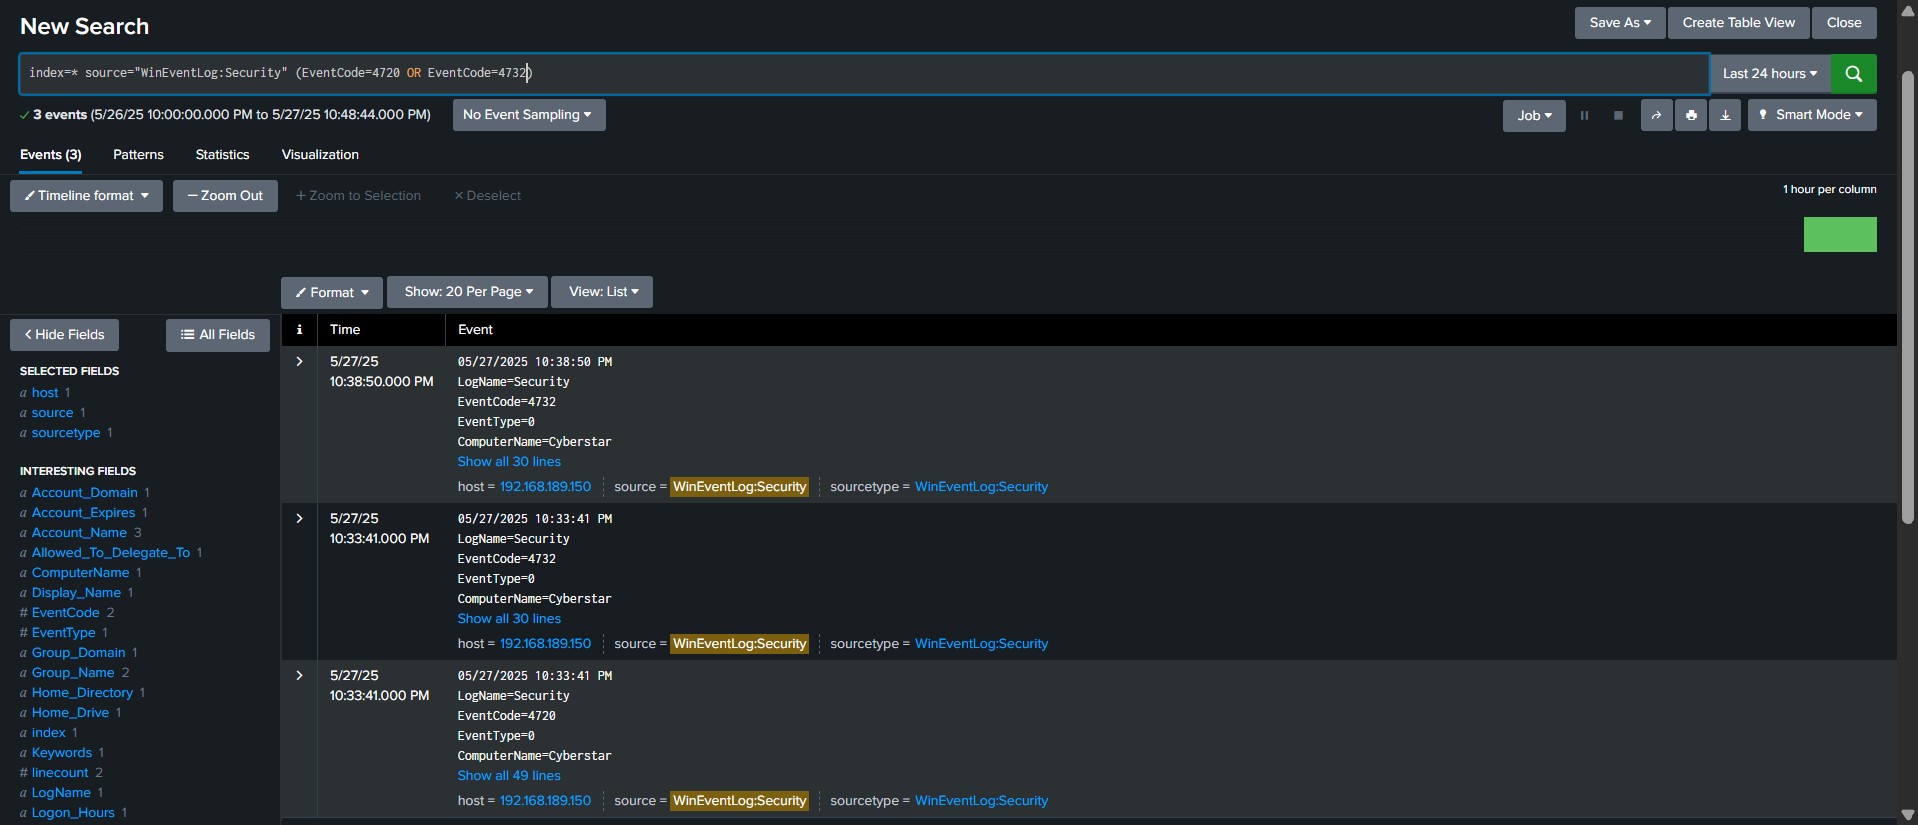 New Search
Save As
Create Table View
Close
index=* source="WinEventLog:Security" (EventCode=4720 OR EventCode=4732)
Last 24 hours
3 events (5/26/25 10:00:00.000 PM to 5/27/25 10:48:44.000 PM)
No Event Sampling
Job
Smart Mode
Events (3)
Patterns
Statistics
Visualization
Timeline format
– Zoom Out
+ Zoom to Selection
× Deselect
1 hour per column
Format
Show: 20 Per Page
View: List
< Hide Fields
All Fields
i
Time
Event
SELECTED FIELDS
a host 1
a source 1
a sourcetype 1
INTERESTING FIELDS
a Account_Domain 1
a Account_Expires 1
a Account_Name 3
a Allowed_To_Delegate_To 1
a ComputerName 1
a Display_Name 1
# EventCode 2
# EventType 1
a Group_Domain 1
a Group_Name 2
a Home_Directory 1
a Home_Drive 1
a index 1
a Keywords 1
# linecount 2
a LogName 1
a Logon_Hours 1
5/27/25
10:38:50.000 PM
05/27/2025 10:38:50 PM
LogName=Security
EventCode=4732
EventType=0
ComputerName=Cyberstar
Show all 30 lines
host = 192.168.189.150 source = WinEventLog:Security sourcetype = WinEventLog:Security
5/27/25
10:33:41.000 PM
05/27/2025 10:33:41 PM
LogName=Security
EventCode=4732
EventType=0
ComputerName=Cyberstar
Show all 30 lines
host = 192.168.189.150 source = WinEventLog:Security sourcetype = WinEventLog:Security
5/27/25
10:33:41.000 PM
05/27/2025 10:33:41 PM
LogName=Security
EventCode=4720
EventType=0
ComputerName=Cyberstar
Show all 49 lines
host = 192.168.189.150 source = WinEventLog:Security sourcetype = WinEventLog:Security